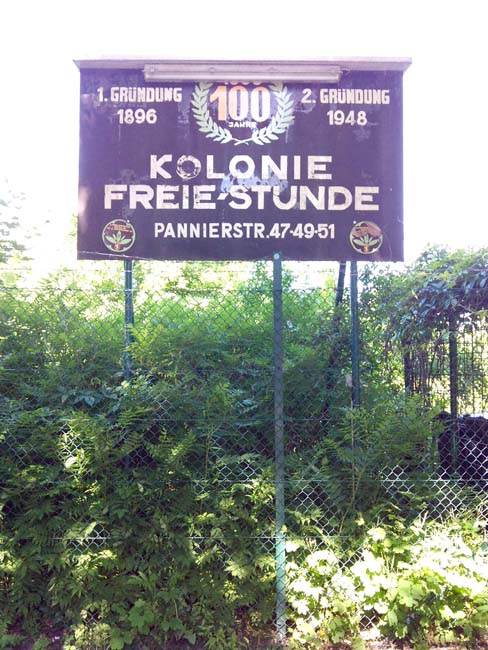 1. GRÜNDUNG
1896
100
JAHRE
2. GRÜNDUNG
1948
KOLONIE
FREIE-STUNDE
PANNIERSTR.47-49-51